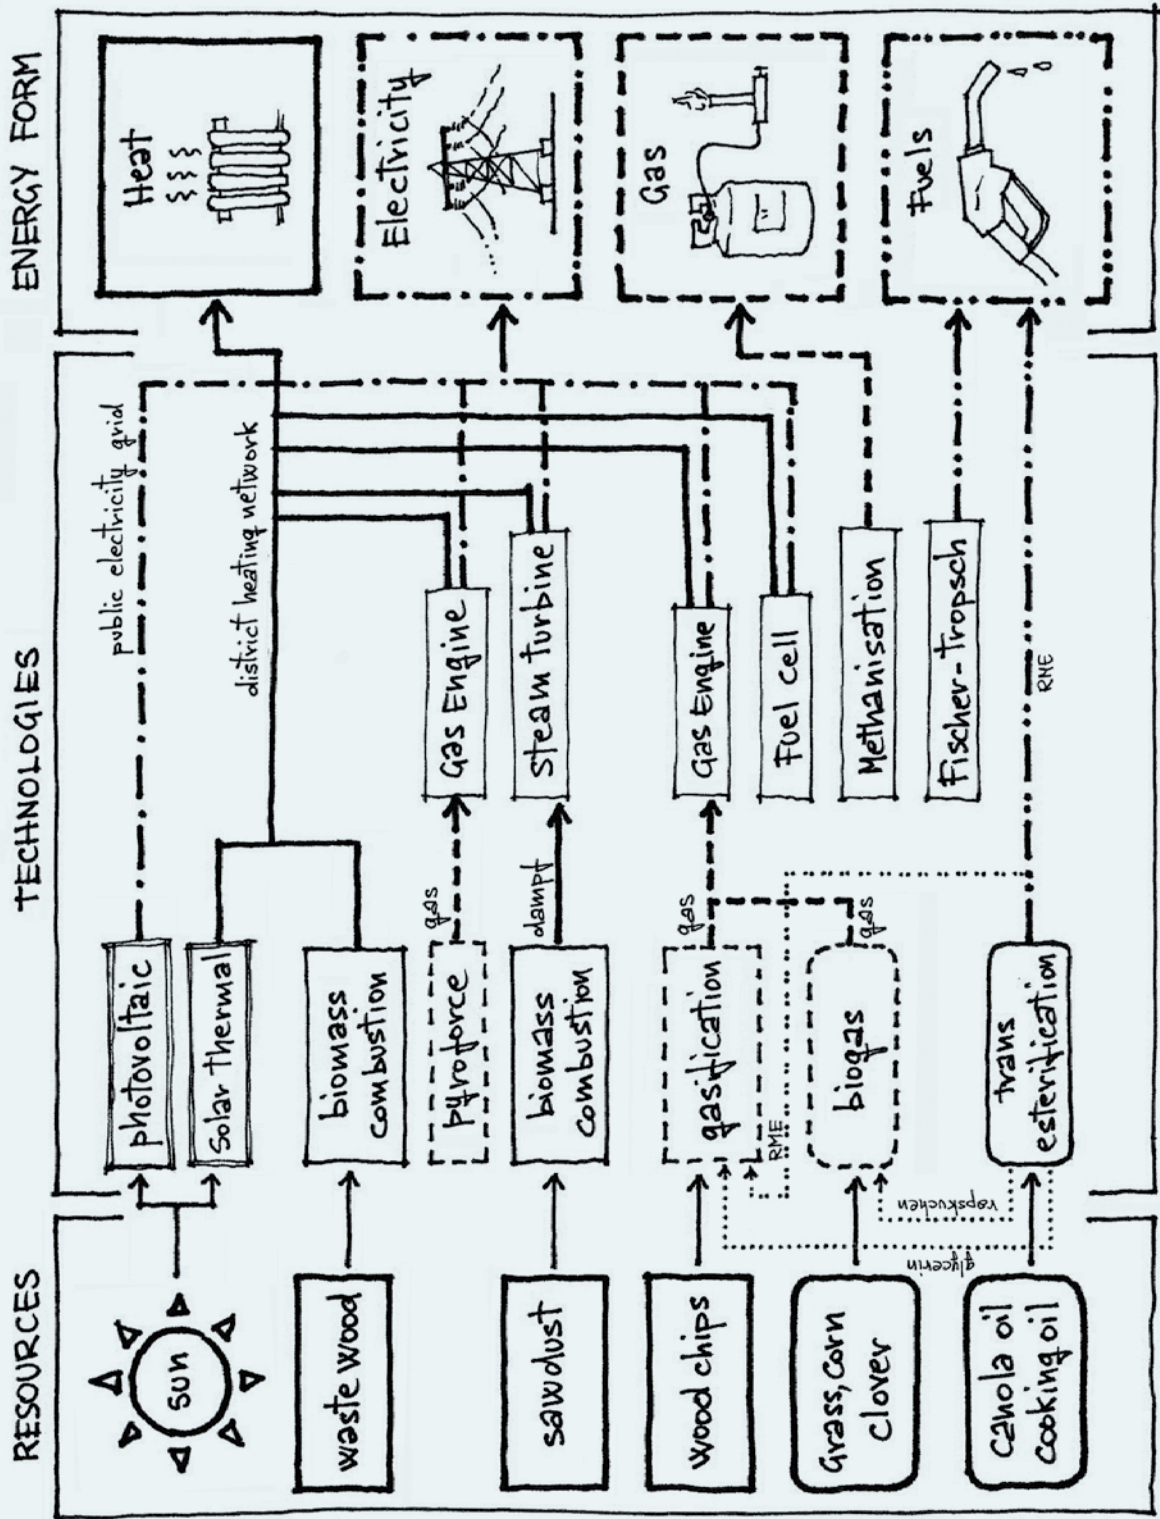 RESOURCES
TECHNOLOGIES
ENERGY FORM
sun
waste wood
sawdust
wood chips
Grass, corn
clover
Canola oil
cooking oil
photovoltaic
solar thermal
biomass
combustion
pyroforce
biomass
combustion
gasification
biogas
trans
esterification
glycerin
rapskuchen
RME
gas
dampf
gas
gas
RME
Gas Engine
Steam turbine
Gas Engine
Fuel cell
Methanisation
Fischer-Tropsch
public electricity grid
district heating network
Heat
Electricity
Gas
Fuels